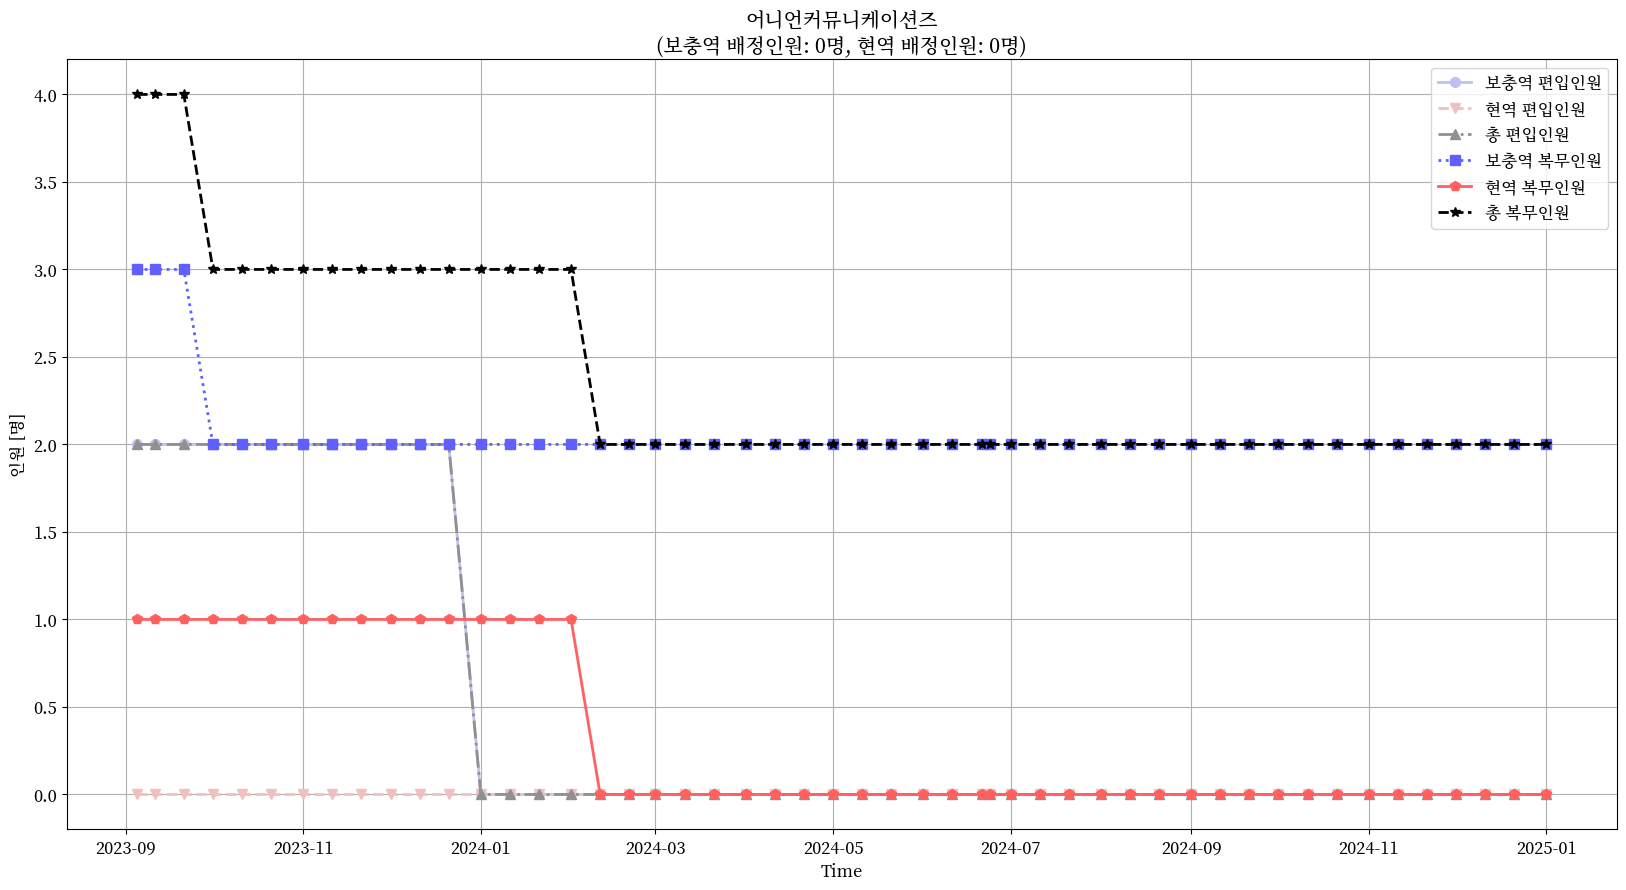 어니언커뮤니케이션즈
(보충역 배정인원: 0명, 현역 배정인원: 0명)
보충역 편입인원
현역 편입인원
총 편입인원
보충역 복무인원
현역 복무인원
총 복무인원
인원 [명]
4.0
3.5
3.0
2.5
2.0
1.5
1.0
0.5
0.0
2023-09
2023-11
2024-01
2024-03
2024-05
2024-07
2024-09
2024-11
2025-01
Time